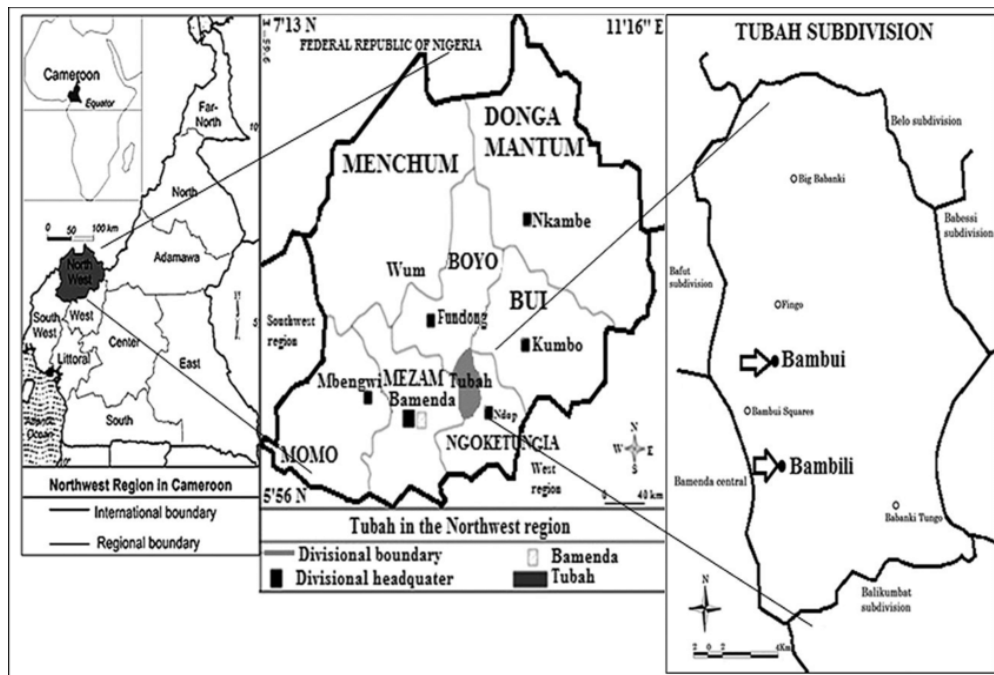 Cameroon
Equator
Far-
North
10
North
0 50 100 km
Adamawa
North
West
South
West
West
Center
Littoral
East
South
Ocean
Northwest Region in Cameroon
International boundary
Regional boundary
7'13 N
11'16" E
FEDERAL REPUBLIC OF NIGERIA
DONGA
MANTUM
MENCHUM
Nkambe
BOYO
Wum
BUI
Fundong
Southwest
region
Kumbo
Mbengwi
MEZAM
Tubah
Bamenda
Ndop
NGOKETUNGIA
MOMO
West
region
N
W E
S
5'56 N
40 km
Tubah in the Northwest region
Divisional boundary
Bamenda
Divisional headquater
Tubah
TUBAH SUBDIVISION
Belo subdivision
Big Babanki
Babessi
subdivision
Bafut
subdivision
Fingo
Bambui
Bambui Squares
Bambili
Bamenda central
Babanki Tungo
Balikumbat
subdivision
N
S
2 0 2 4Km